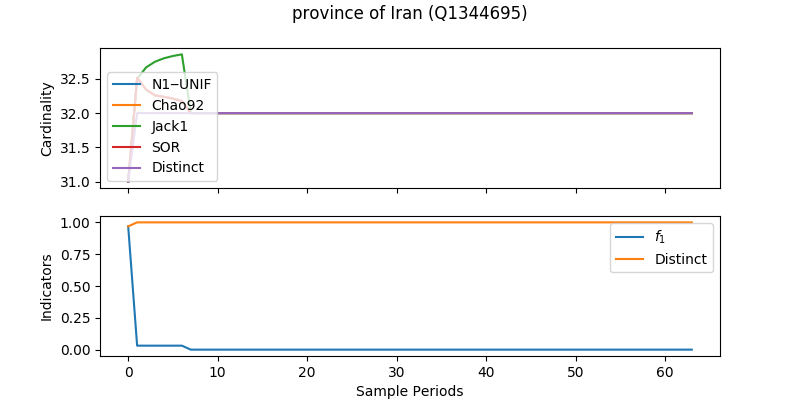 province of Iran (Q1344695)
Cardinality
32.5
32.0
31.5
31.0
N1−UNIF
Chao92
Jack1
SOR
Distinct
Indicators
1.00
0.75
0.50
0.25
0.00
f₁
Distinct
0 10 20 30 40 50 60
Sample Periods